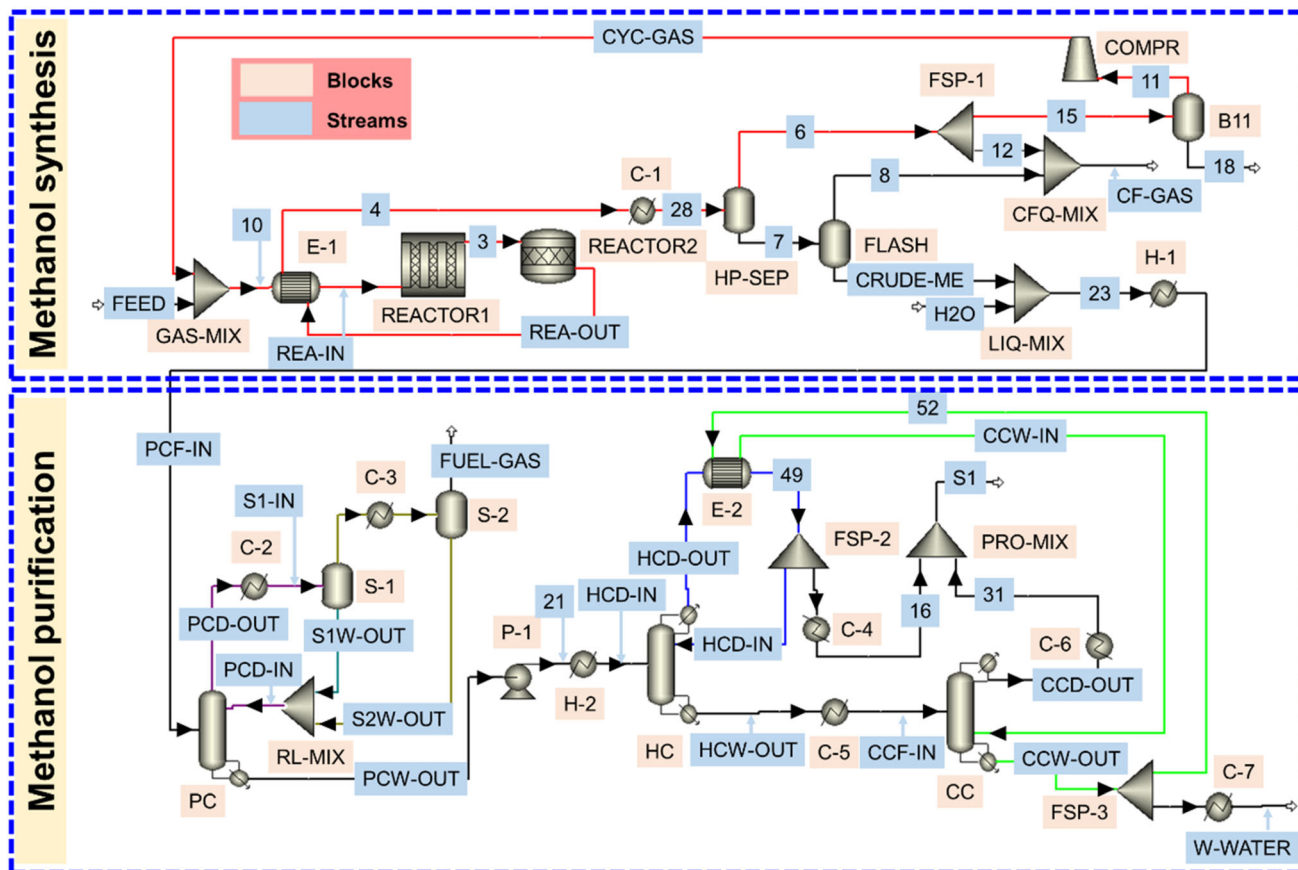 Methanol synthesis
CYC-GAS
COMPR
Blocks
Streams
FSP-1
11
15
B11
6
12
18
C-1
8
CFQ-MIX
CF-GAS
10
4
28
E-1
3
REACTOR2
7
FLASH
HP-SEP
CRUDE-ME
H-1
FEED
REACTOR1
H2O
23
GAS-MIX
REA-IN
REA-OUT
LIQ-MIX
Methanol purification
52
PCF-IN
FUEL-GAS
CCW-IN
C-3
49
S1
S1-IN
E-2
S-2
C-2
FSP-2
PRO-MIX
HCD-OUT
S-1
PCD-OUT
21
HCD-IN
16
31
S1W-OUT
P-1
C-4
C-6
PCD-IN
HCD-IN
CCD-OUT
H-2
S2W-OUT
RL-MIX
HC
HCW-OUT
C-5
CCF-IN
CCW-OUT
C-7
PCW-OUT
CC
PC
FSP-3
W-WATER